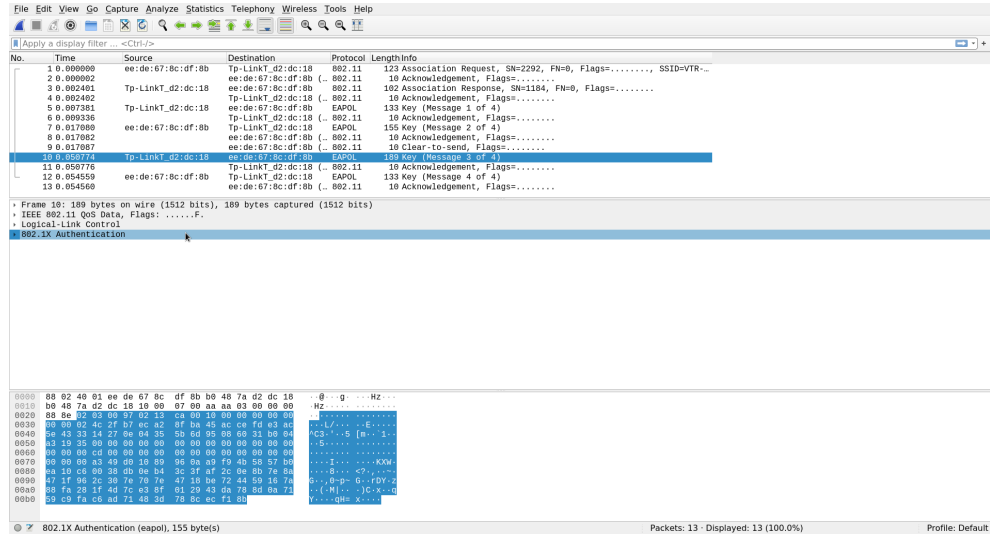 File Edit View Go Capture Analyze Statistics Telephony Wireless Tools Help
Apply a display filter ... <Ctrl-/>
No. Time Source Destination Protocol Length Info
1 0.000000 ee:de:67:8c:df:8b Tp-LinkT_d2:dc:18 802.11 123 Association Request, SN=2292, FN=0, Flags=........, SSID=VTR-…
2 0.000002 ee:de:67:8c:df:8b (… 802.11 10 Acknowledgement, Flags=........
3 0.002401 Tp-LinkT_d2:dc:18 ee:de:67:8c:df:8b 802.11 102 Association Response, SN=1184, FN=0, Flags=........
4 0.002402 Tp-LinkT_d2:dc:18 (… 802.11 10 Acknowledgement, Flags=........
5 0.007381 Tp-LinkT_d2:dc:18 ee:de:67:8c:df:8b EAPOL 133 Key (Message 1 of 4)
6 0.009336 Tp-LinkT_d2:dc:18 (… 802.11 10 Acknowledgement, Flags=........
7 0.017080 ee:de:67:8c:df:8b Tp-LinkT_d2:dc:18 EAPOL 155 Key (Message 2 of 4)
8 0.017082 ee:de:67:8c:df:8b (… 802.11 10 Acknowledgement, Flags=........
9 0.017087 ee:de:67:8c:df:8b (… 802.11 10 Clear-to-send, Flags=........
10 0.050774 Tp-LinkT_d2:dc:18 ee:de:67:8c:df:8b EAPOL 189 Key (Message 3 of 4)
11 0.050776 Tp-LinkT_d2:dc:18 (… 802.11 10 Acknowledgement, Flags=........
12 0.054559 ee:de:67:8c:df:8b Tp-LinkT_d2:dc:18 EAPOL 133 Key (Message 4 of 4)
13 0.054560 ee:de:67:8c:df:8b (… 802.11 10 Acknowledgement, Flags=........
Frame 10: 189 bytes on wire (1512 bits), 189 bytes captured (1512 bits)
IEEE 802.11 QoS Data, Flags: ......F.
Logical-Link Control
802.1X Authentication
0000 88 02 40 01 ee de 67 8c df 8b b0 48 7a d2 dc 18 ··@···g· ···Hz···
0010 b0 48 7a d2 dc 18 10 00 07 00 aa aa 03 00 00 00 ·Hz····· ········
0020 88 8e 02 03 00 97 02 13 ca 00 10 00 00 00 00 00
0030 00 00 02 4c 2f b7 ec a2 8f ba 45 ac ce fd e3 ac ···L/··· ··E·····
0040 5e 43 33 14 27 0e 04 35 5b 6d 95 08 60 31 b0 04 ^C3·'··5 [m··`1··
0050 a3 19 35 00 00 00 00 00 00 00 00 00 00 00 00 00 ··5····· ········
0060 00 00 00 cd 00 00 00 00 00 00 00 00 00 00 00 00
0070 00 00 00 a3 49 d0 10 89 96 0a a9 f4 4b 58 57 b0 ····I··· ····KXW·
0080 ea 10 c6 00 38 db 0e b4 3c 3f af 2c 0e 8b 7e 8a ····8··· <?·,··~·
0090 47 1f 96 2c 30 7e 70 7e 47 18 be 72 44 59 16 7a G··,0~p~ G··rDY·z
00a0 88 fa 28 1f 4d 7c e3 8f 01 29 43 da 78 8d 0a 71 ··(·M|·· ·)C·x··q
00b0 59 c9 fa c6 ad 71 48 3d 78 8c ec f1 8b Y····qH= x····
802.1X Authentication (eapol), 155 byte(s)
Packets: 13 · Displayed: 13 (100.0%)
Profile: Default